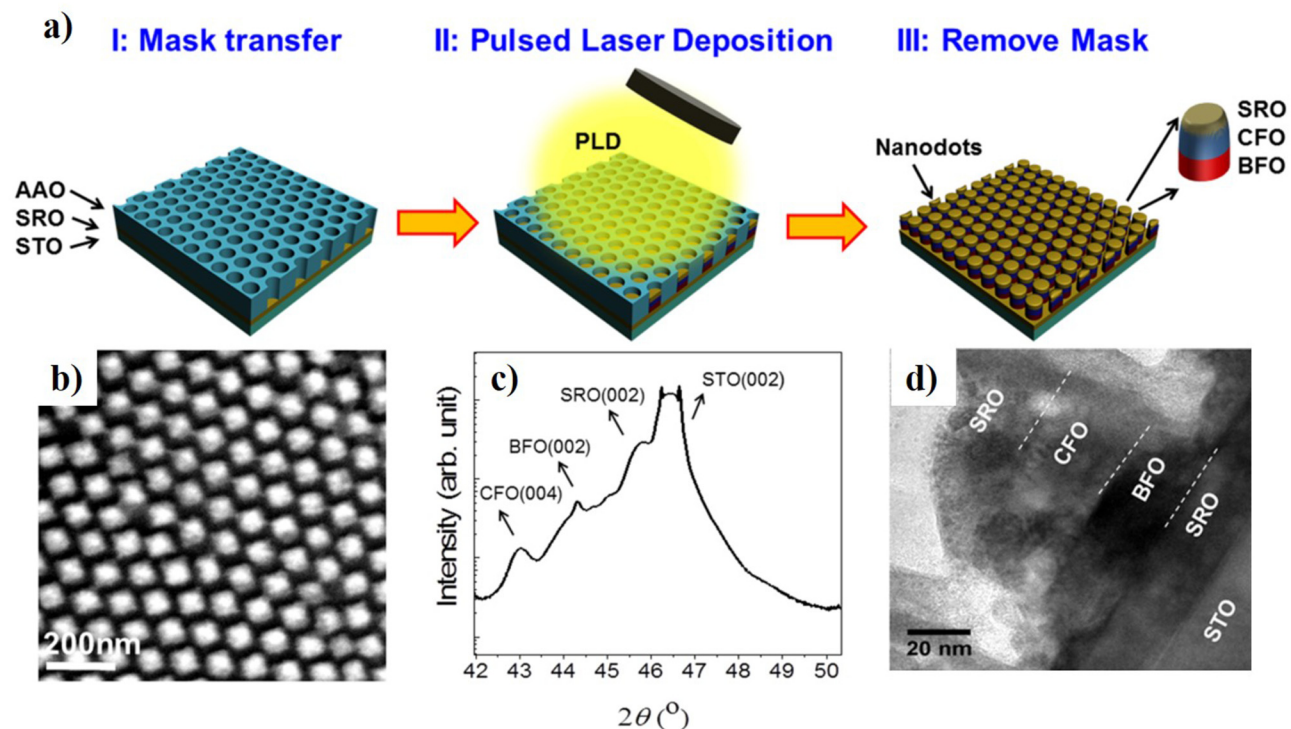 a)
I: Mask transfer
II: Pulsed Laser Deposition
III: Remove Mask
AAO
SRO
STO
PLD
Nanodots
SRO
CFO
BFO
b)
200nm
c)
Intensity (arb. unit)
CFO(004)
BFO(002)
SRO(002)
STO(002)
42 43 44 45 46 47 48 49 50
2θ (°)
d)
SRO
CFO
BFO
SRO
STO
20 nm